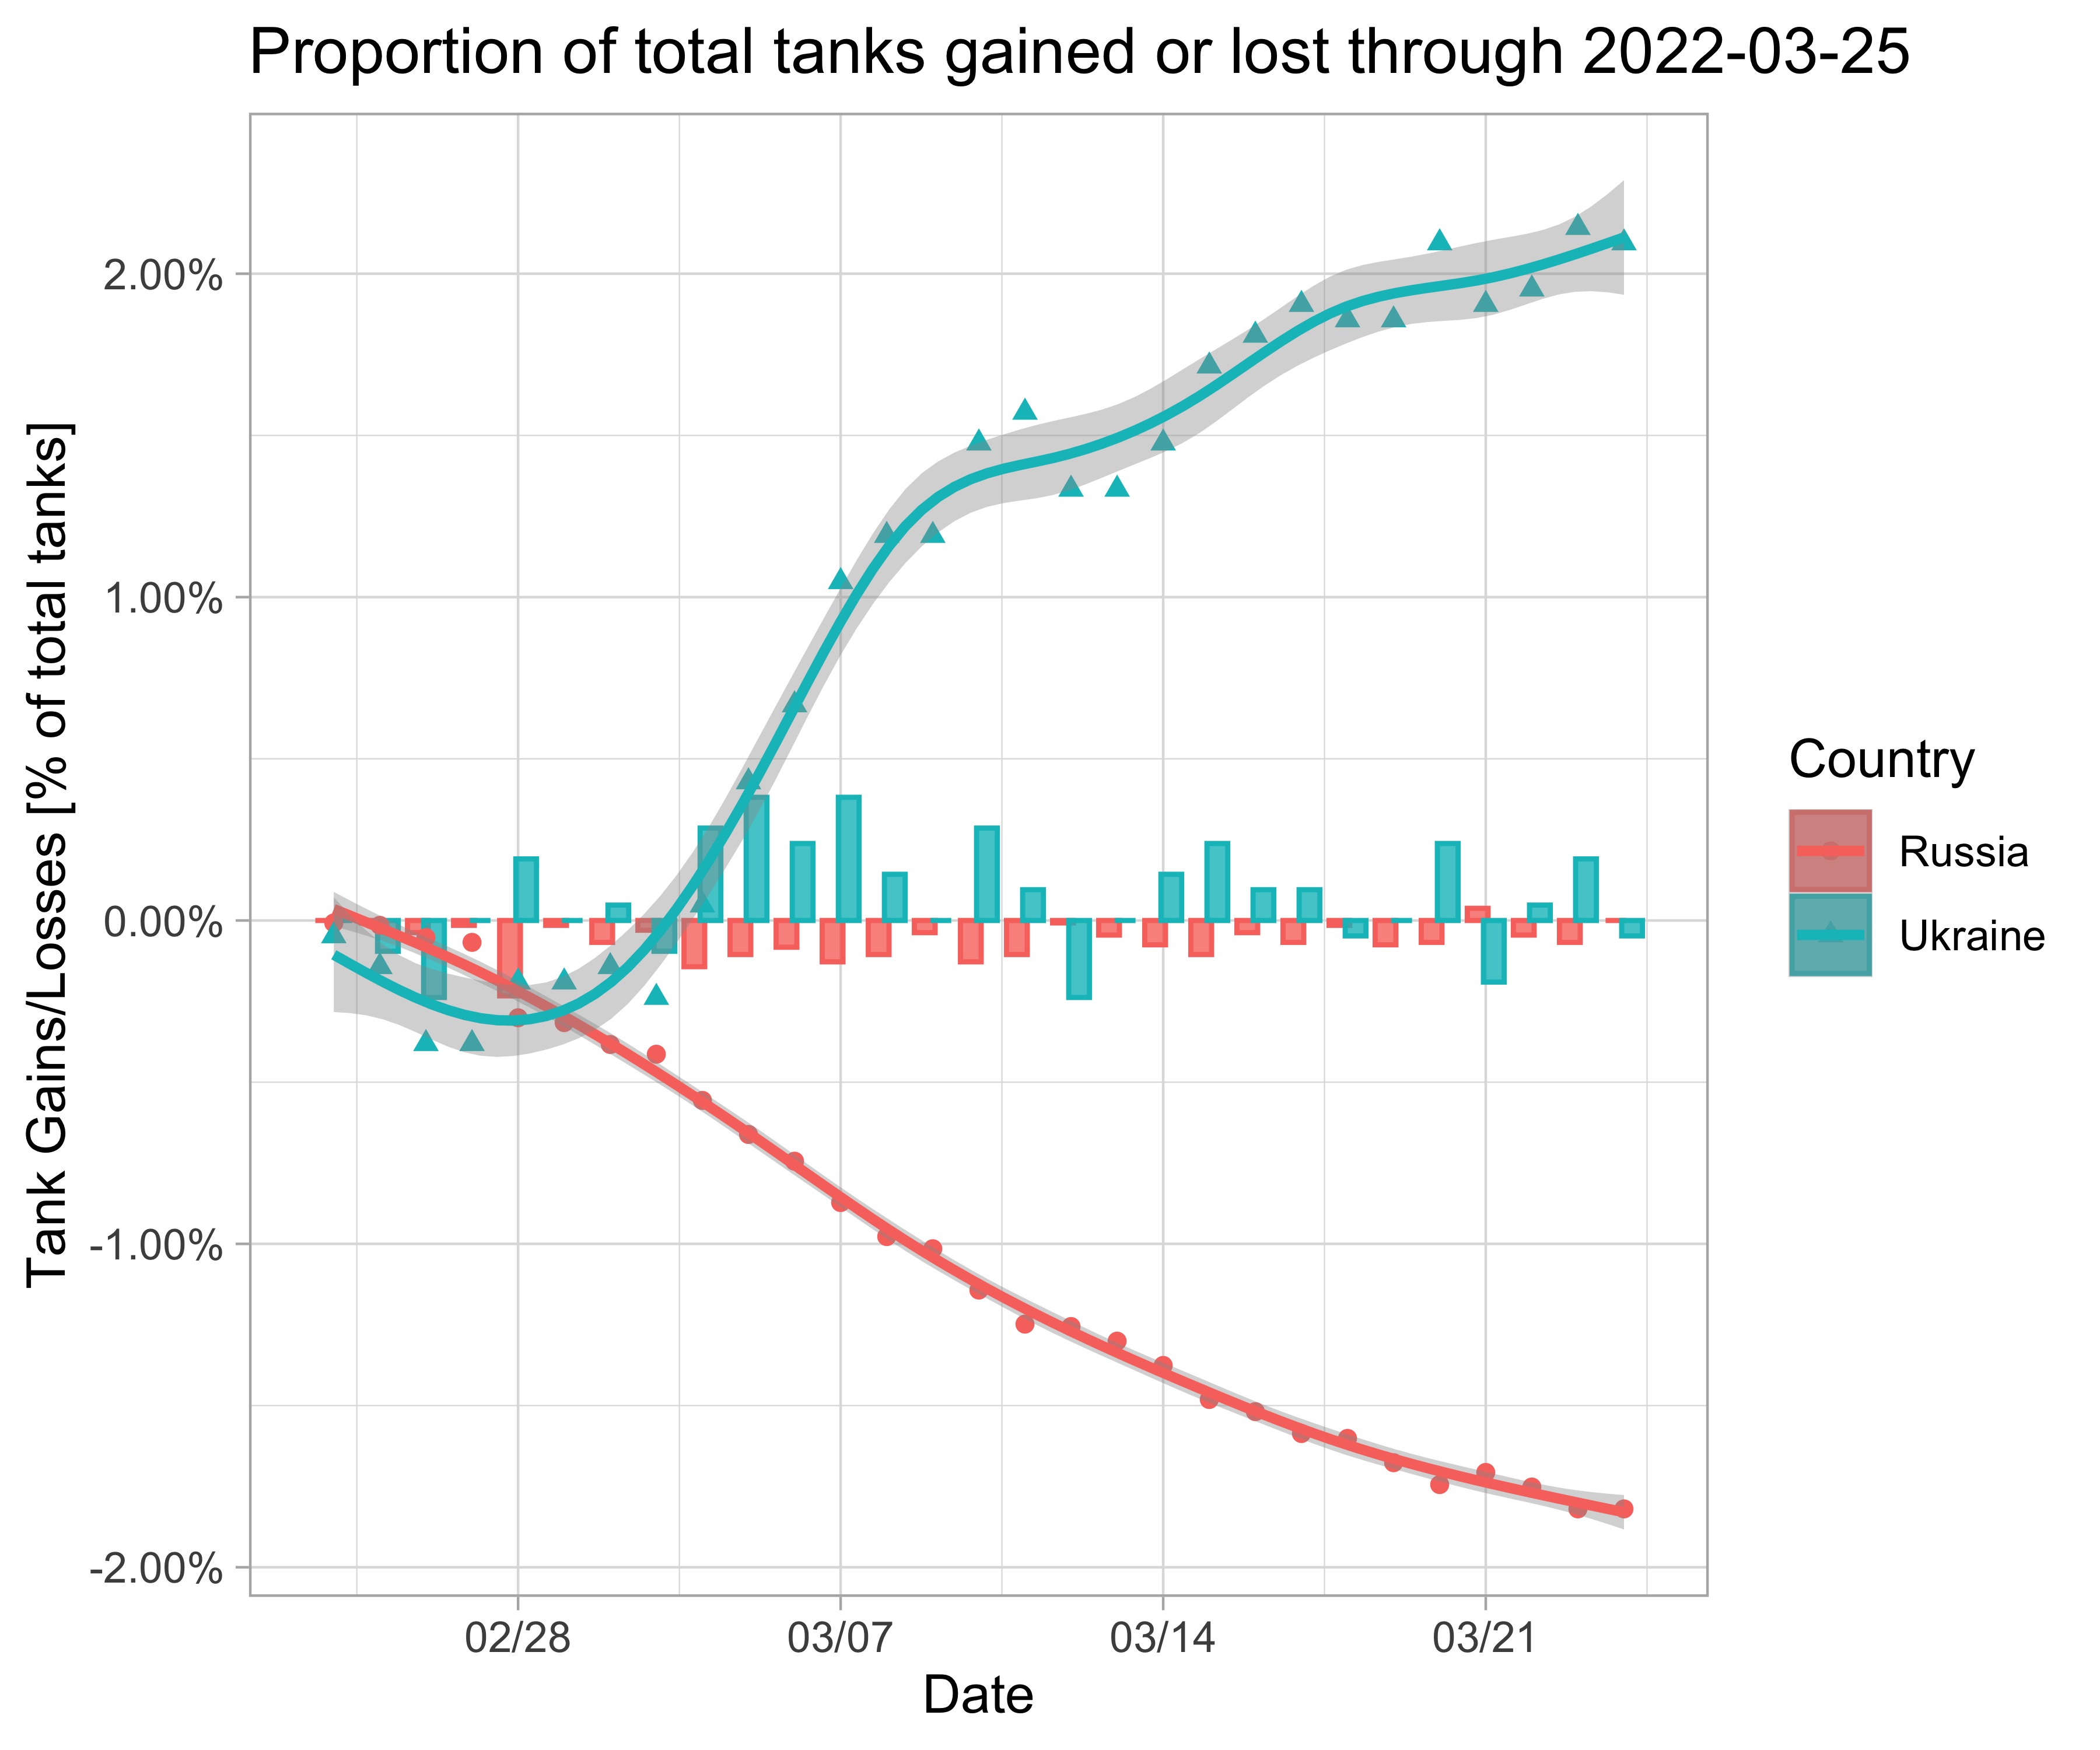 Proportion of total tanks gained or lost through 2022-03-25
Tank Gains/Losses [% of total tanks]
2.00%
1.00%
0.00%
-1.00%
-2.00%
02/28
03/07
03/14
03/21
Date
Country
Russia
Ukraine